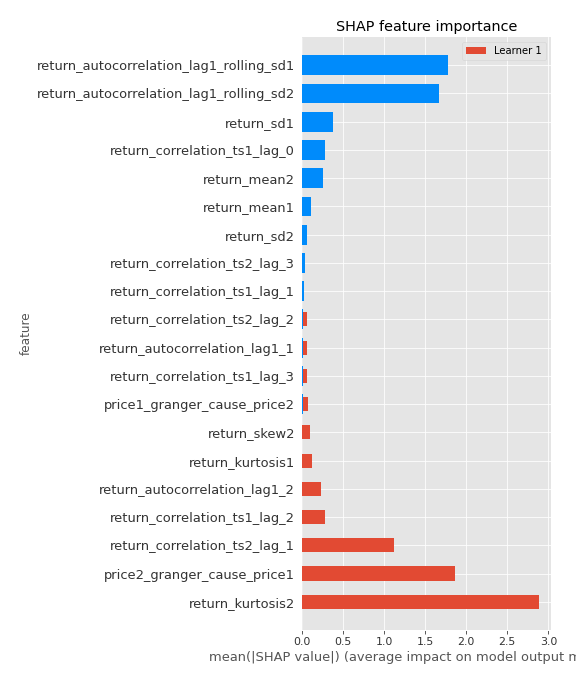 SHAP feature importance
Learner 1
return_autocorrelation_lag1_rolling_sd1
return_autocorrelation_lag1_rolling_sd2
return_sd1
return_correlation_ts1_lag_0
return_mean2
return_mean1
return_sd2
return_correlation_ts2_lag_3
return_correlation_ts1_lag_1
return_correlation_ts2_lag_2
return_autocorrelation_lag1_1
return_correlation_ts1_lag_3
price1_granger_cause_price2
return_skew2
return_kurtosis1
return_autocorrelation_lag1_2
return_correlation_ts1_lag_2
return_correlation_ts2_lag_1
price2_granger_cause_price1
return_kurtosis2
feature
0.0 0.5 1.0 1.5 2.0 2.5 3.0
mean(|SHAP value|) (average impact on model output m